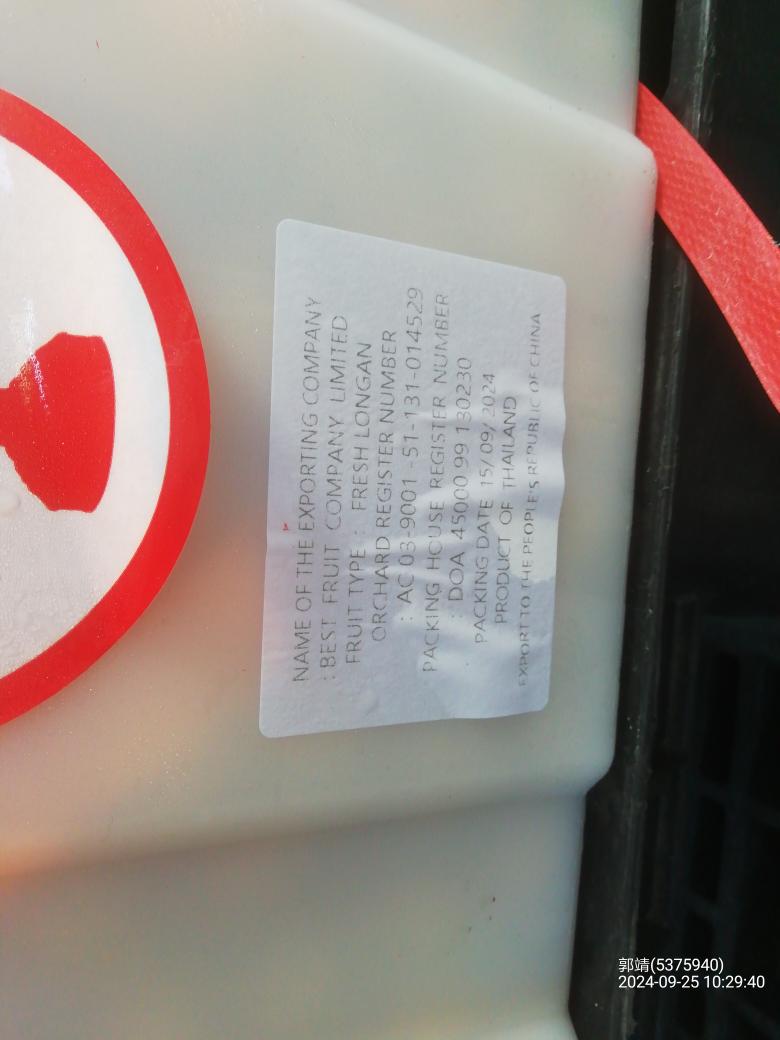 NAME OF THE EXPORTING COMPANY
: BEST FRUIT COMPANY LIMITED
FRUIT TYPE : FRESH LONGAN
ORCHARD REGISTER NUMBER
: AC 03-9001-51-131-014529
PACKING HOUSE REGISTER NUMBER
: DOA 45000 99 130230
PACKING DATE 15/09/2024
PRODUCT OF THAILAND
EXPORT TO THE PEOPLE'S REPUBLIC OF CHINA
郭靖(5375940)
2024-09-25 10:29:40